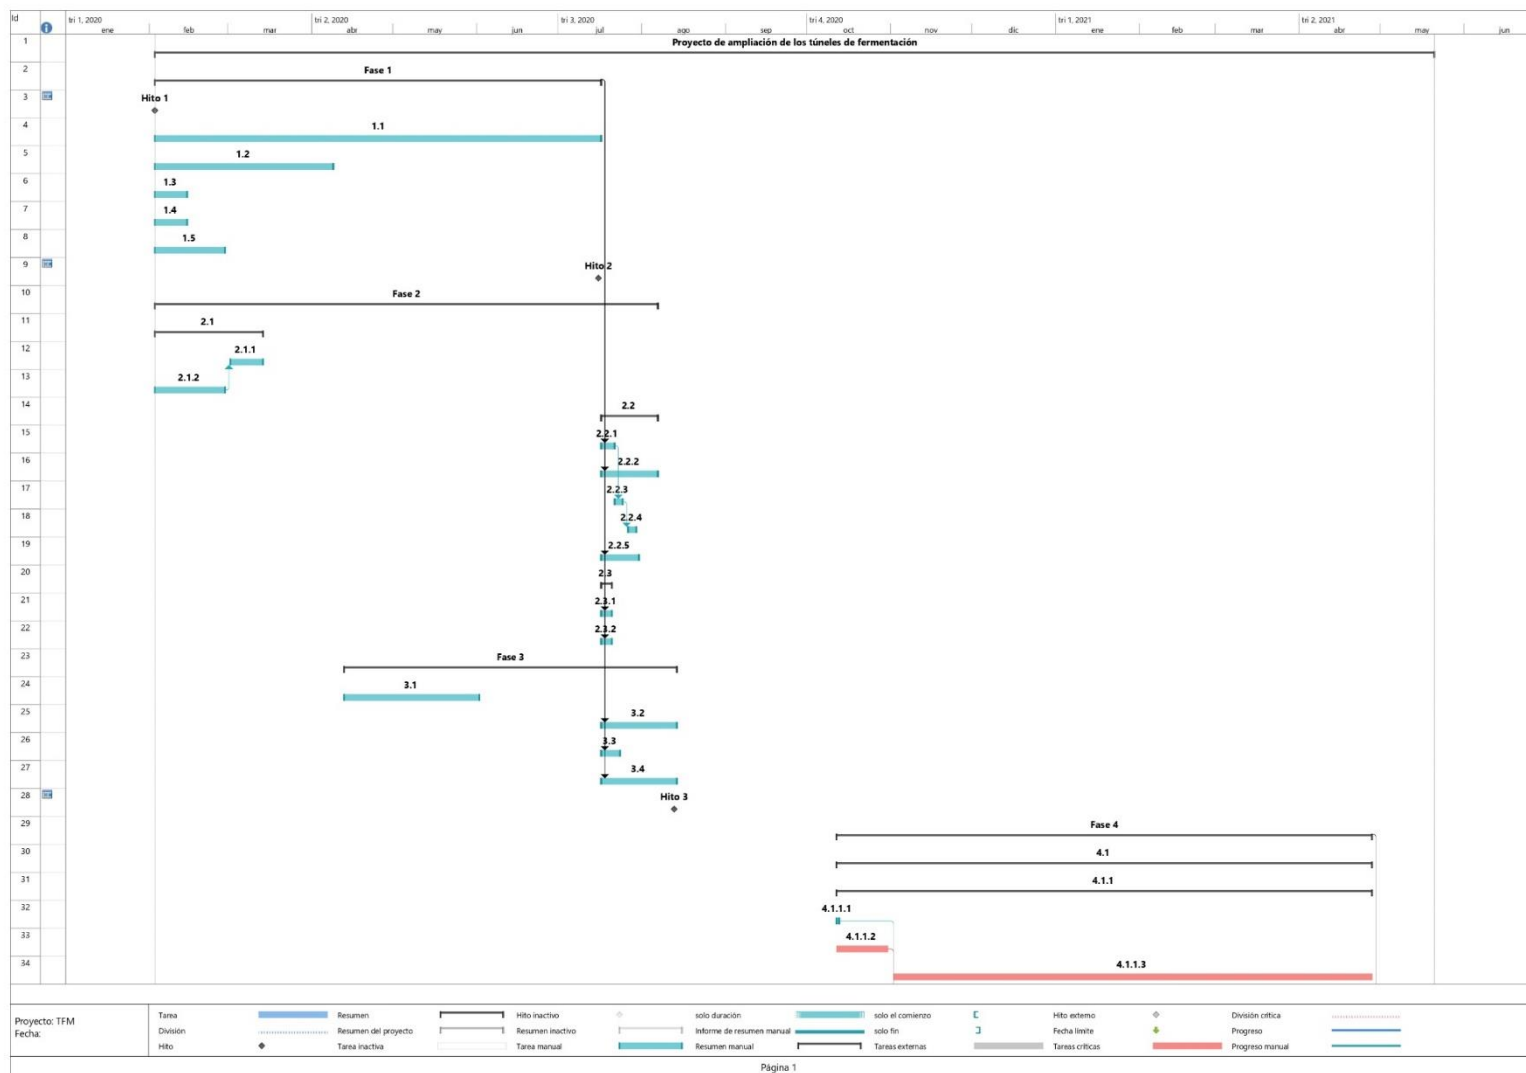 Id
tri 1, 2020 tri 2, 2020 tri 3, 2020 tri 4, 2020 tri 1, 2021 tri 2, 2021
ene feb mar abr may jun jul ago sep oct nov dic ene feb mar abr may jun
1 Proyecto de ampliación de los túneles de fermentación
2 Fase 1
3 Hito 1
4 1.1
5 1.2
6 1.3
7 1.4
8 1.5
9 Hito 2
10 Fase 2
11 2.1
12 2.1.1
13 2.1.2
14 2.2
15 2.2.1
16 2.2.2
17 2.2.3
18 2.2.4
19 2.2.5
20 2.3
21 2.3.1
22 2.3.2
23 Fase 3
24 3.1
25 3.2
26 3.3
27 3.4
28 Hito 3
29 Fase 4
30 4.1
31 4.1.1
32 4.1.1.1
33 4.1.1.2
34 4.1.1.3
Proyecto: TFM
Fecha:
Tarea Resumen Hito inactivo solo duración solo el comienzo Hito externo División crítica
División Resumen del proyecto Resumen inactivo Informe de resumen manual solo fin Fecha límite Progreso
Hito Tarea inactiva Tarea manual Resumen manual Tareas externas Tareas críticas Progreso manual
Página 1